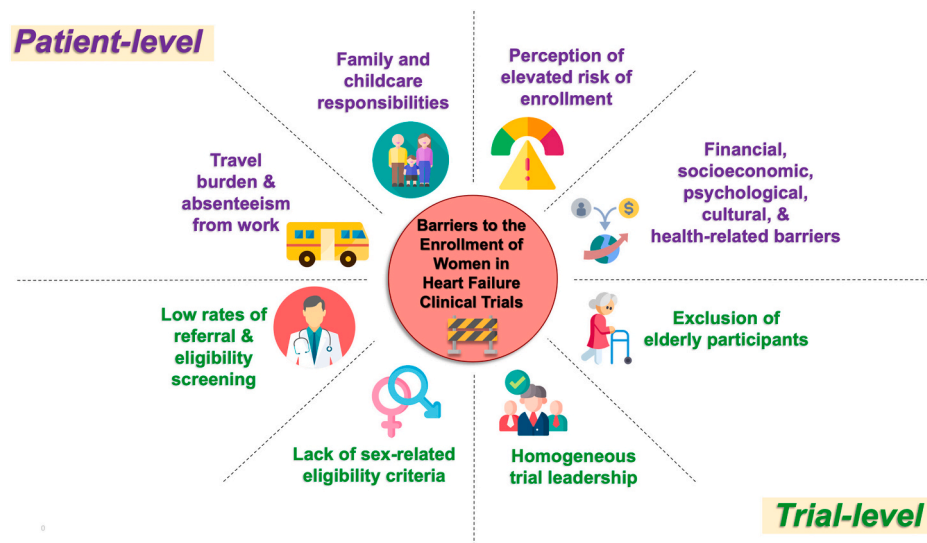 Patient-level
Family and
childcare
responsibilities
Perception of
elevated risk of
enrollment
Travel
burden &
absenteeism
from work
Financial,
socioeconomic,
psychological,
cultural, &
health-related barriers
$
Barriers to the
Enrollment of
Women in
Heart Failure
Clinical Trials
Low rates of
referral &
eligibility
screening
Exclusion of
elderly participants
Lack of sex-related
eligibility criteria
Homogeneous
trial leadership
Trial-level
0